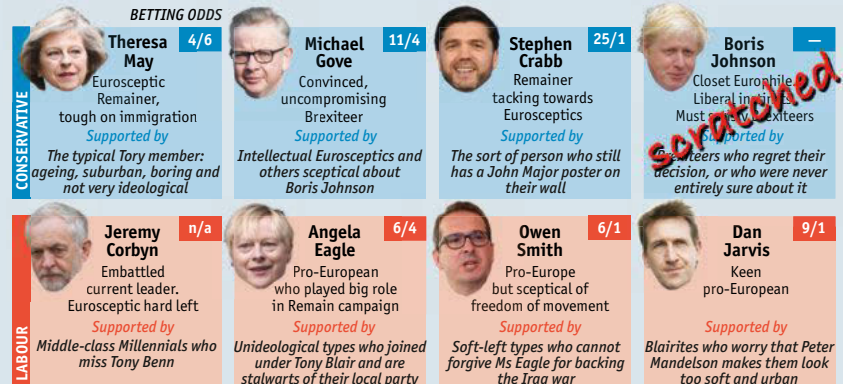 BETTING ODDS
CONSERVATIVE
Theresa
May
4/6
Eurosceptic
Remainer,
tough on immigration
Supported by
The typical Tory member:
ageing, suburban, boring and
not very ideological
Michael
Gove
11/4
Convinced,
uncompromising
Brexiteer
Supported by
Intellectual Eurosceptics and
others sceptical about
Boris Johnson
Stephen
Crabb
25/1
Remainer
tacking towards
Eurosceptics
Supported by
The sort of person who still
has a John Major poster on
their wall
Boris
Johnson
—
Closet Europhile.
Liberal
Must
scratched
who regret their
decision, or who were never
entirely sure about it
LABOUR
Jeremy
Corbyn
n/a
Embattled
current leader.
Eurosceptic hard left
Supported by
Middle-class Millennials who
miss Tony Benn
Angela
Eagle
6/4
Pro-European
who played big role
in Remain campaign
Supported by
Unideological types who joined
under Tony Blair and are
stalwarts of their local party
Owen
Smith
6/1
Pro-Europe
but sceptical of
freedom of movement
Supported by
Soft-left types who cannot
forgive Ms Eagle for backing
the Iraq war
Dan
Jarvis
9/1
Keen
pro-European
Supported by
Blairites who worry that Peter
Mandelson makes them look
too soft and urban